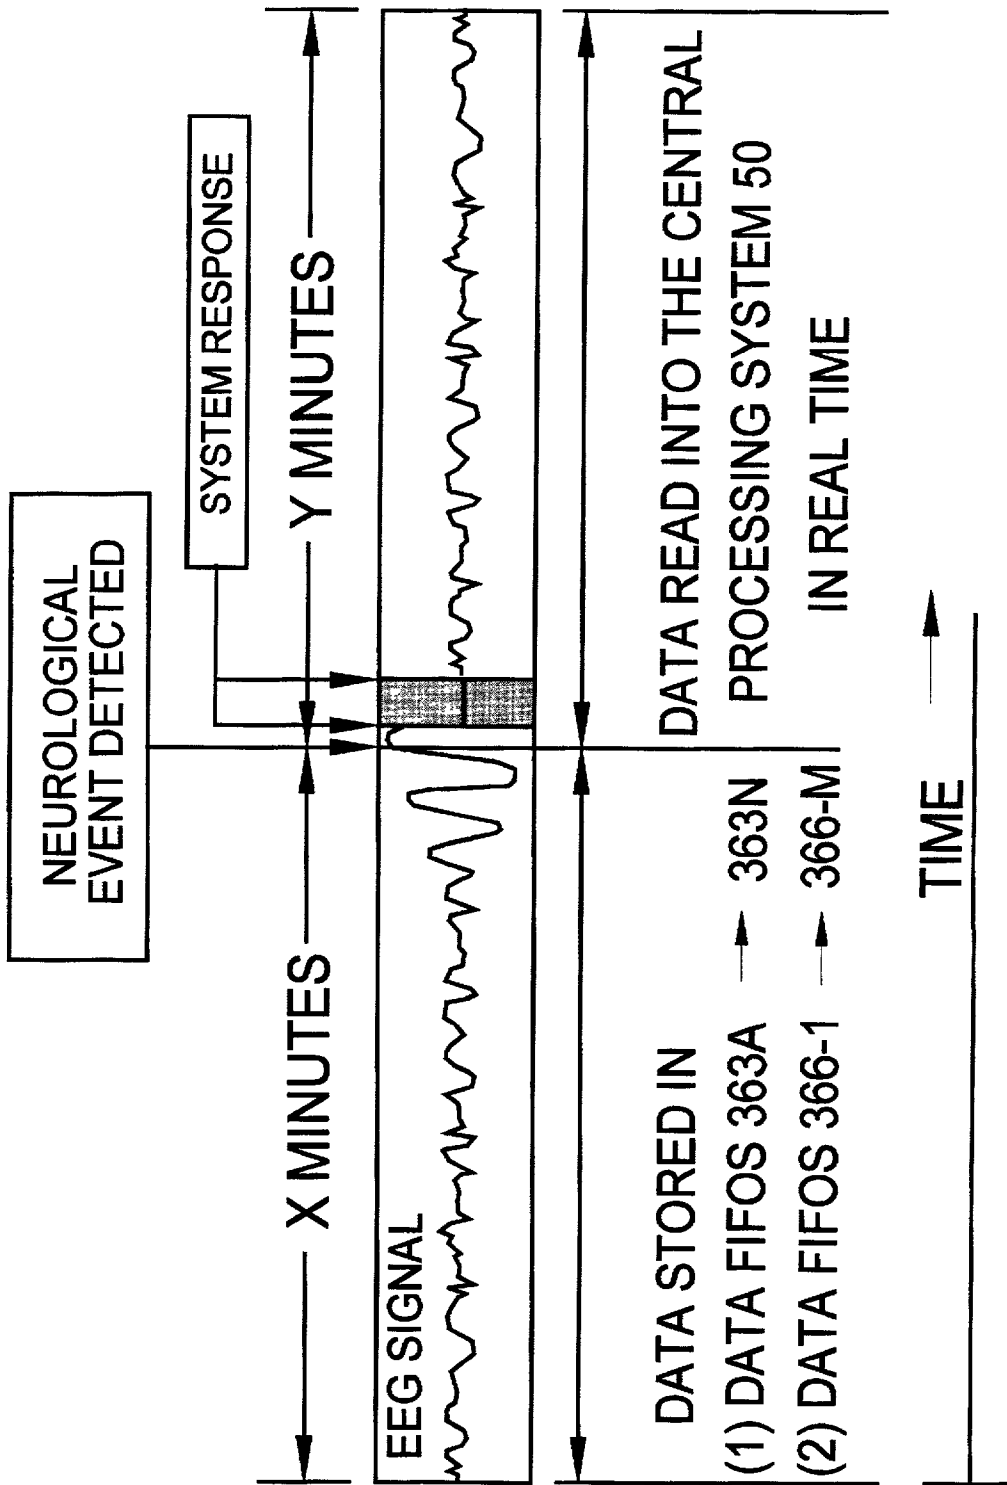 NEUROLOGICAL
EVENT DETECTED
SYSTEM RESPONSE
X MINUTES
Y MINUTES
EEG SIGNAL
DATA STORED IN
(1) DATA FIFOS 363A → 363N
(2) DATA FIFOS 366-1 → 366-M
DATA READ INTO THE CENTRAL
PROCESSING SYSTEM 50
IN REAL TIME
TIME →